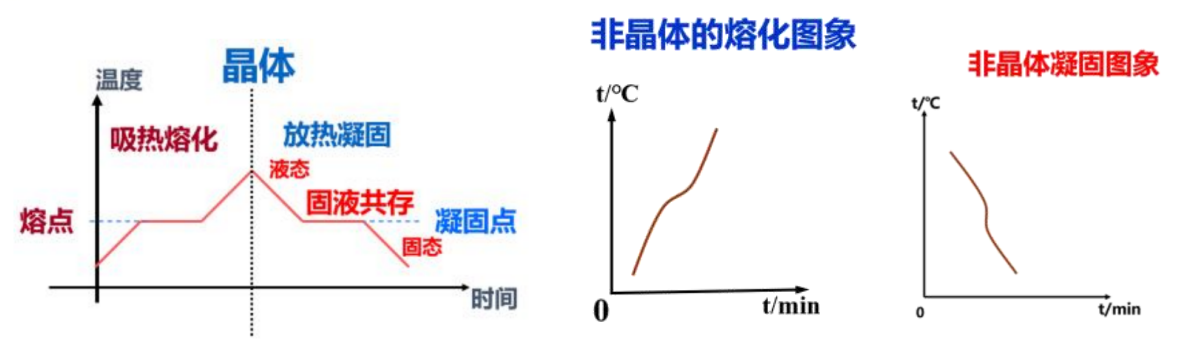 晶体
温度
吸热熔化
放热凝固
液态
固液共存
熔点
凝固点
固态
时间
非晶体的熔化图象
t/°C
0
t/min
非晶体凝固图象
t/℃
0
t/min